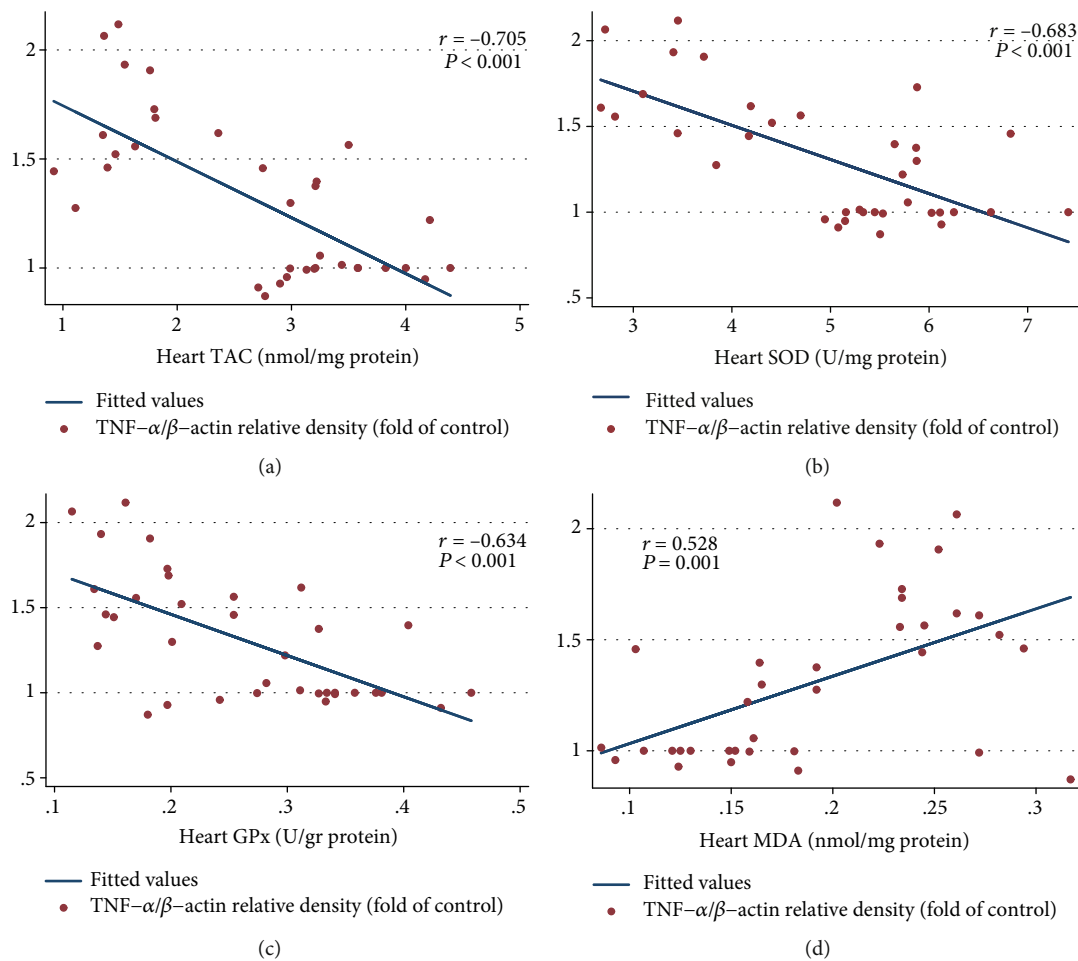 2
1.5
1
r = −0.705
P < 0.001
1 2 3 4 5
Heart TAC (nmol/mg protein)
Fitted values
TNF−α/β−actin relative density (fold of control)
(a)
2
1.5
1
.5
r = −0.683
P < 0.001
3 4 5 6 7
Heart SOD (U/mg protein)
Fitted values
TNF−α/β−actin relative density (fold of control)
(b)
2
1.5
1
.5
r = −0.634
P < 0.001
.1 .2 .3 .4 .5
Heart GPx (U/gr protein)
Fitted values
TNF−α/β−actin relative density (fold of control)
(c)
2
1.5
1
r = 0.528
P = 0.001
.1 .15 .2 .25 .3
Heart MDA (nmol/mg protein)
Fitted values
TNF−α/β−actin relative density (fold of control)
(d)